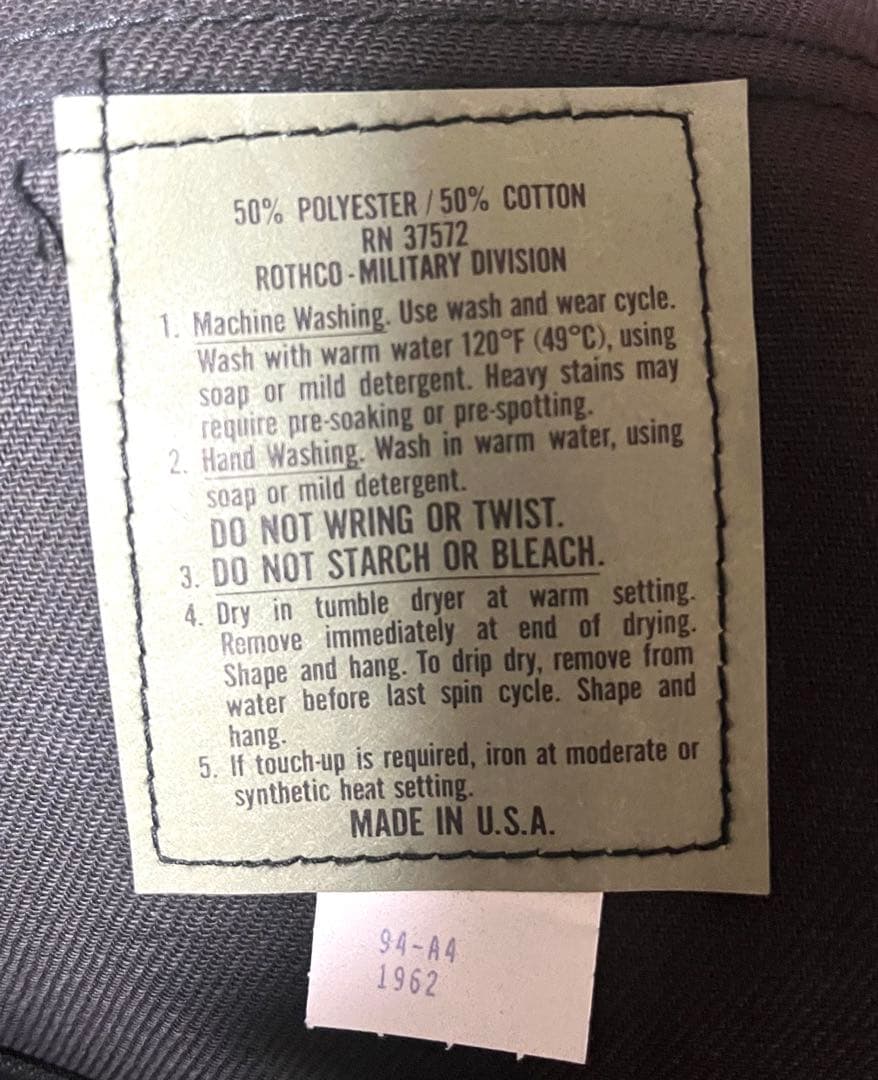 50% POLYESTER / 50% COTTON
RN 37572
ROTHCO - MILITARY DIVISION
1. Machine Washing. Use wash and wear cycle.
Wash with warm water 120°F (49°C), using
soap or mild detergent. Heavy stains may
require pre-soaking or pre-spotting.
2. Hand Washing. Wash in warm water, using
soap or mild detergent.
DO NOT WRING OR TWIST.
3. DO NOT STARCH OR BLEACH.
4. Dry in tumble dryer at warm setting.
Remove immediately at end of drying.
Shape and hang. To drip dry, remove from
water before last spin cycle. Shape and
hang.
5. If touch-up is required, iron at moderate or
synthetic heat setting.
MADE IN U.S.A.
94-A4
1962